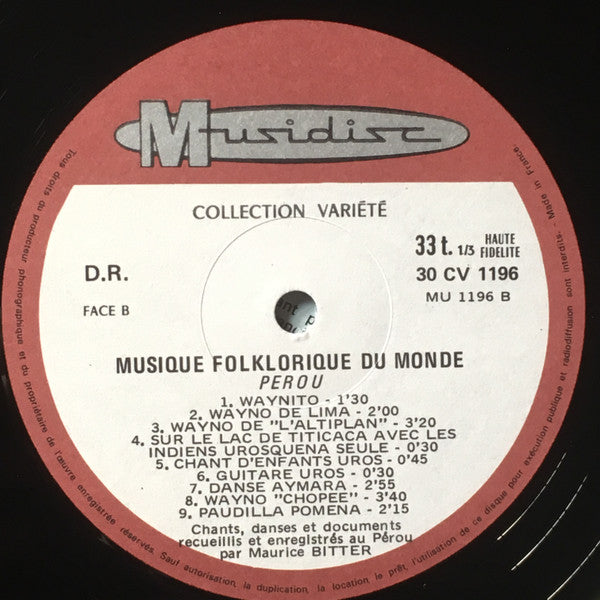 Musidisc
COLLECTION VARIÉTÉ
D.R.
FACE B
33 t. 1/3 HAUTE FIDELITE
30 CV 1196
MU 1196 B
MUSIQUE FOLKLORIQUE DU MONDE
PEROU
1. WAYNITO - 1'30
2. WAYNO DE LIMA - 2'00
3. WAYNO DE "L'ALTIPLAN" - 3'20
4. SUR LE LAC DE TITICACA AVEC LES
INDIENS UROSQUENA SEULE - 0'30
5. CHANT D'ENFANTS UROS - 0'45
6. GUITARE UROS - 0'30
7. DANSE AYMARA - 2'55
8. WAYNO "CHOPEE" - 3'40
9. PAUDILLA POMENA - 2'15
Chants, danses et documents
recueillis et enregistrés au Pérou
par Maurice BITTER
Tous droits du producteur phonographique et du propriétaire de l'œuvre enregistrée réservés. Sauf autorisation, la duplication, la location, le prêt, l'utilisation de ce disque pour exécution publique et radiodiffusion sont interdits - Made in France